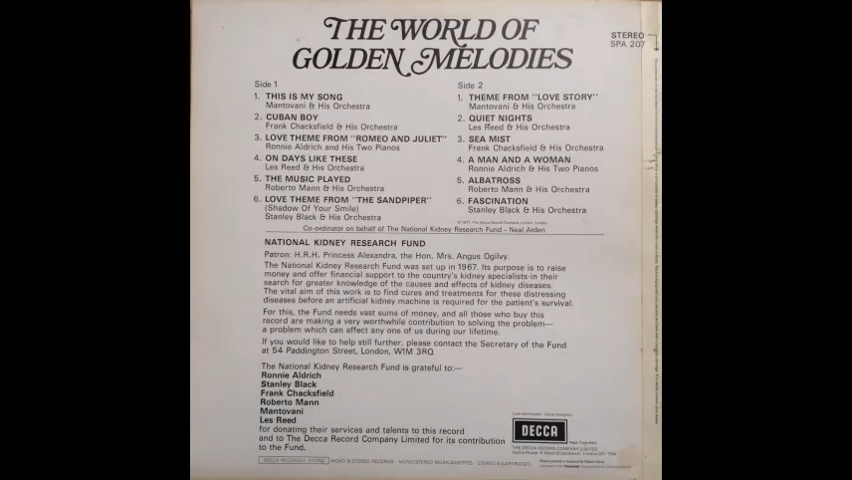 THE WORLD OF
GOLDEN MELODIES
STEREO
SPA 207
Side 1
1. THIS IS MY SONG
Mantovani & His Orchestra
2. CUBAN BOY
Frank Chacksfield & His Orchestra
3. LOVE THEME FROM "ROMEO AND JULIET"
Ronnie Aldrich and His Two Pianos
4. ON DAYS LIKE THESE
Les Reed & His Orchestra
5. THE MUSIC PLAYED
Roberto Mann & His Orchestra
6. LOVE THEME FROM "THE SANDPIPER"
(Shadow Of Your Smile)
Stanley Black & His Orchestra
Side 2
1. THEME FROM "LOVE STORY"
Mantovani & His Orchestra
2. QUIET NIGHTS
Les Reed & His Orchestra
3. SEA MIST
Frank Chacksfield & His Orchestra
4. A MAN AND A WOMAN
Ronnie Aldrich & His Two Pianos
5. ALBATROSS
Roberto Mann & His Orchestra
6. FASCINATION
Stanley Black & His Orchestra
Co-ordinator on behalf of The National Kidney Research Fund – Neal Arden
NATIONAL KIDNEY RESEARCH FUND
Patron: H.R.H. Princess Alexandra, the Hon. Mrs. Angus Ogilvy.
The National Kidney Research Fund was set up in 1967. Its purpose is to raise
money and offer financial support to the country's kidney specialists-in their
search for greater knowledge of the causes and effects of kidney diseases.
The vital aim of this work is to find cures and treatments for these distressing
diseases before an artificial kidney machine is required for the patient's survival.
For this, the Fund needs vast sums of money, and all those who buy this
record are making a very worthwhile contribution to solving the problem—
a problem which can affect any one of us during our lifetime.
If you would like to help still further, please contact the Secretary of the Fund
at 54 Paddington Street, London, W1M 3RQ
The National Kidney Research Fund is grateful to:—
Ronnie Aldrich
Stanley Black
Frank Chacksfield
Roberto Mann
Mantovani
Les Reed
for donating their services and talents to this record
and to The Decca Record Company Limited for its contribution
to the Fund.
DECCA
THE DECCA RECORD COMPANY LIMITED
MONO & STEREO RECORDS · MONO/STEREO MUSICASSETTES · STEREO 8 CARTRIDGES